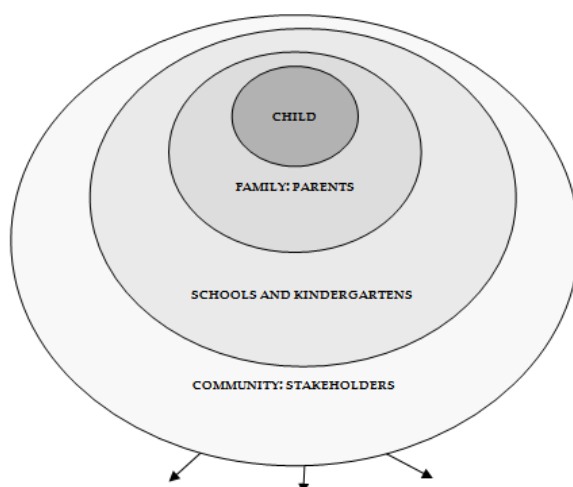 CHILD
FAMILY: PARENTS
SCHOOLS AND KINDERGARTENS
COMMUNITY: STAKEHOLDERS